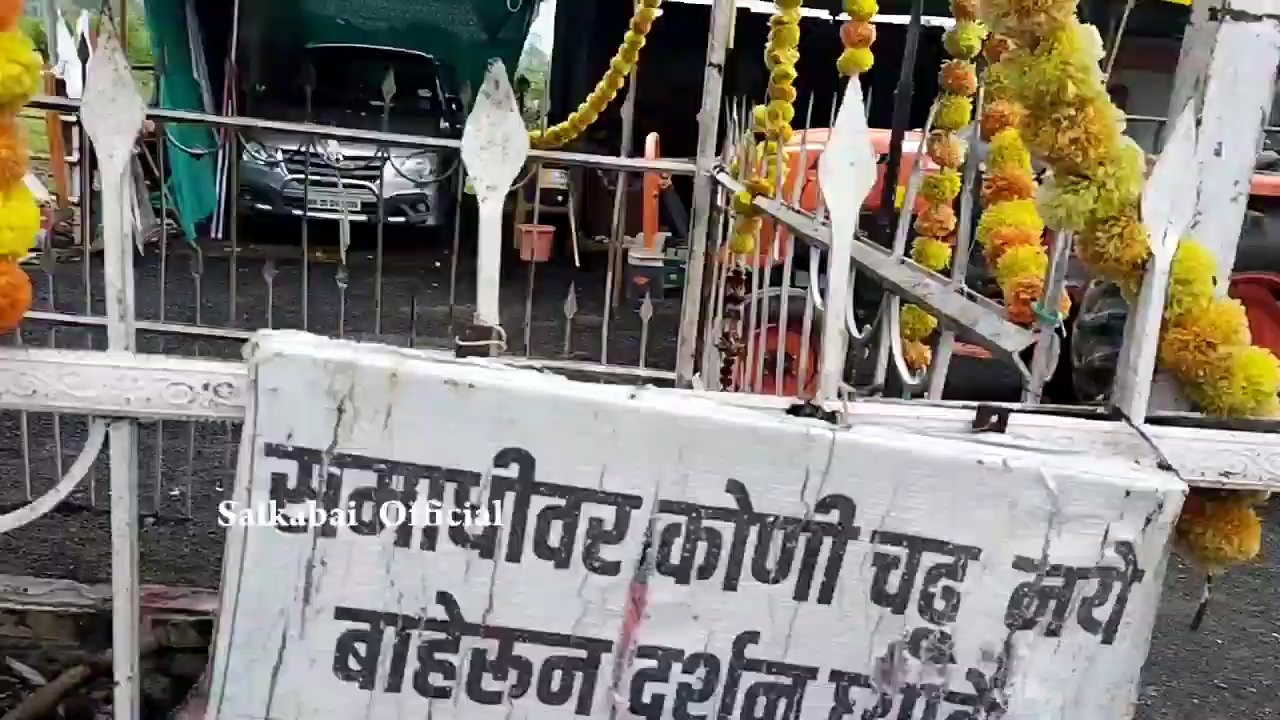 Salkabai Official
समाधीवर कोणी चढू नये
बाहेरून दर्शन घ्यावे